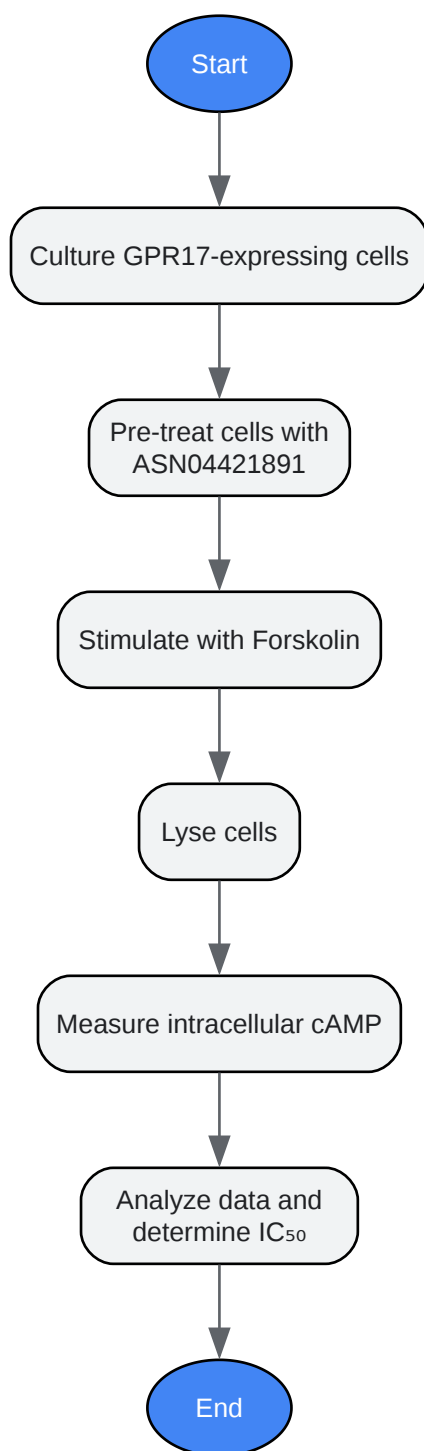 Start
Culture GPR17-expressing cells
Pre-treat cells with
ASN04421891
Stimulate with Forskolin
Lyse cells
Measure intracellular cAMP
Analyze data and
determine IC₅₀
End